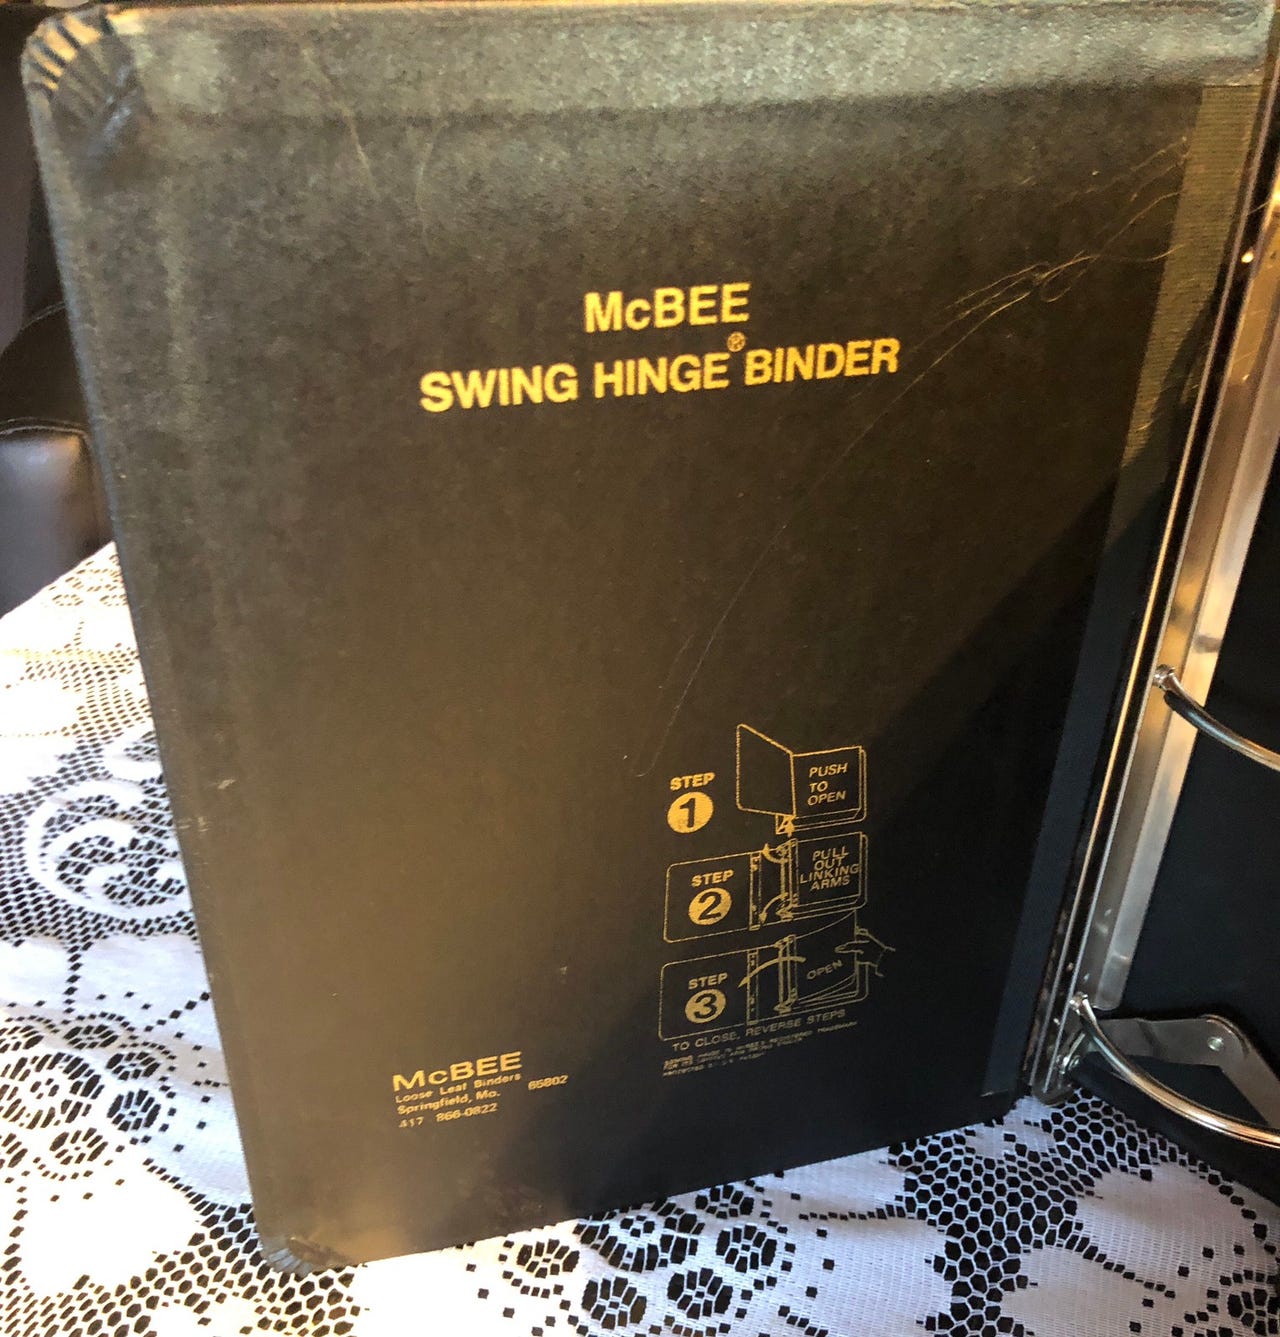 McBEE
SWING HINGE® BINDER
STEP
1
PUSH
TO
OPEN
STEP
2
PULL
OUT
LINKING
ARMS
STEP
3
OPEN
TO CLOSE, REVERSE STEPS
McBEE
Loose Leaf Binders
Springfield, Mo. 65802
417 866-0822